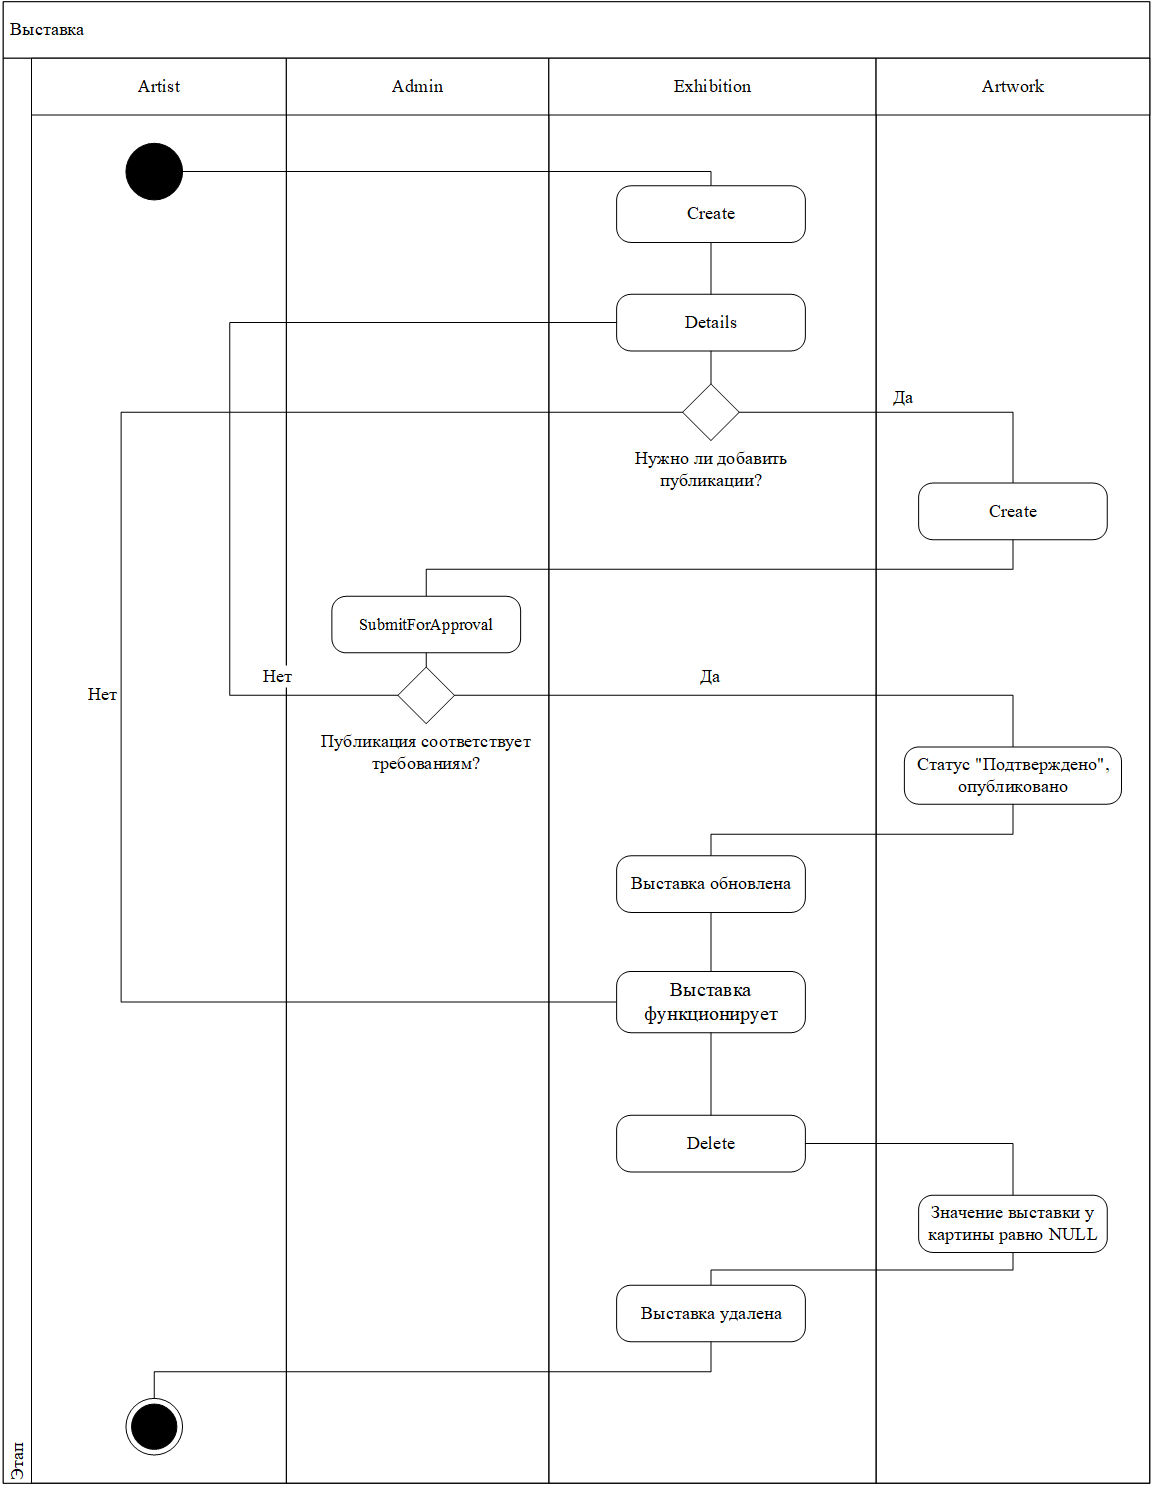 Выставка
Artist
Admin
Exhibition
Artwork
Create
Details
Да
Нужно ли добавить
публикации?
Create
SubmitForApproval
Нет
Да
Нет
Публикация соответствует
требованиям?
Статус "Подтверждено",
опубликовано
Выставка обновлена
Выставка
функционирует
Delete
Значение выставки у
картины равно NULL
Выставка удалена
Этап